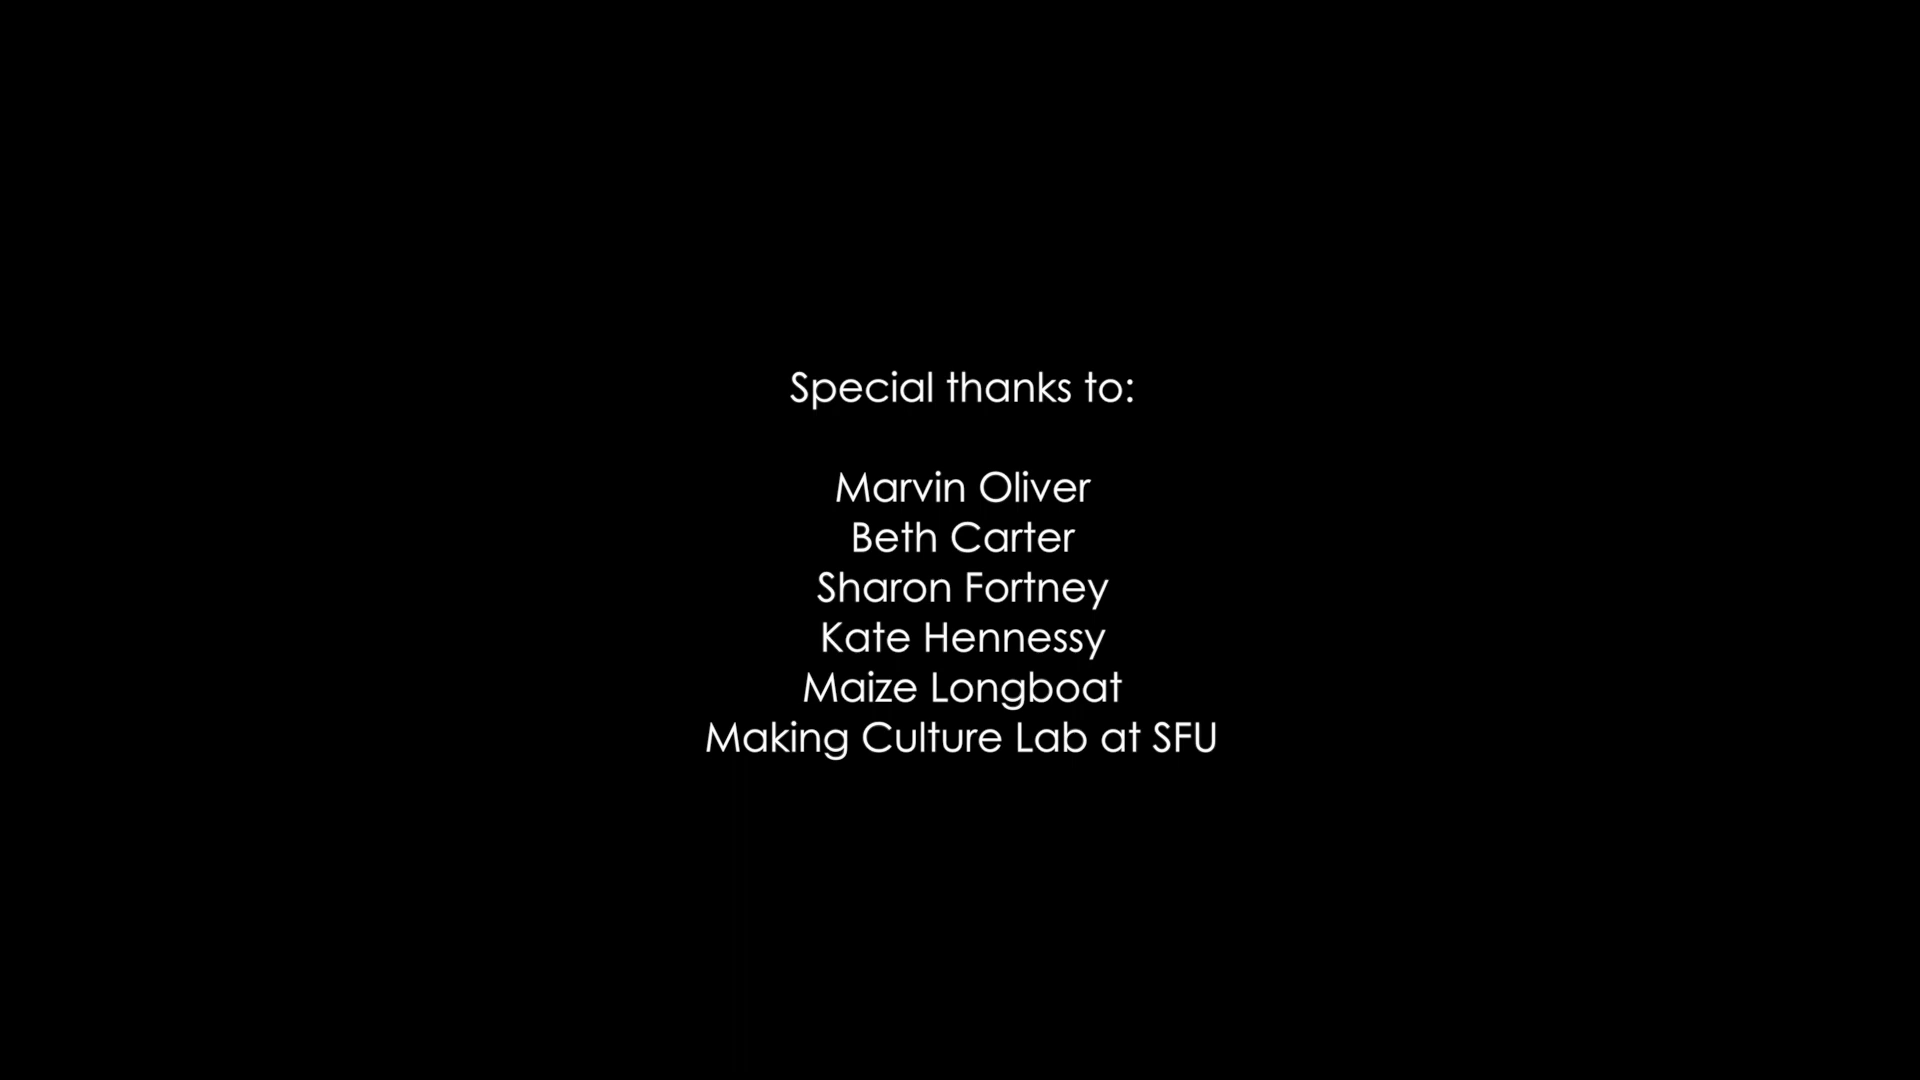 Special thanks to:
Marvin Oliver
Beth Carter
Sharon Fortney
Kate Hennessy
Maize Longboat
Making Culture Lab at SFU